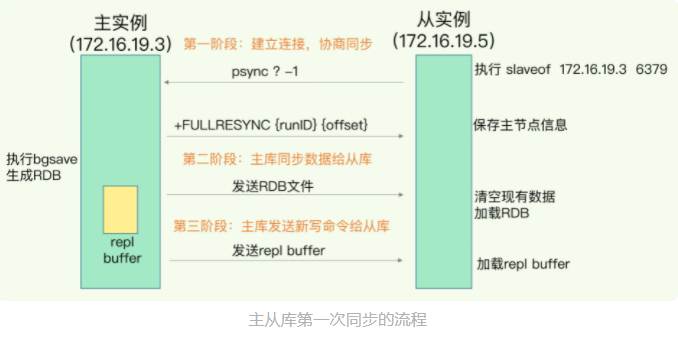 主实例
(172.16.19.3)
第一阶段：建立连接，协商同步
从实例
(172.16.19.5)
psync ? -1
执行 slaveof 172.16.19.3 6379
+FULLRESYNC {runID} {offset}
保存主节点信息
执行bgsave
生成RDB
第二阶段：主库同步数据给从库
发送RDB文件
清空现有数据
加载RDB
第三阶段：主库发送新写命令给从库
repl
buffer
发送repl buffer
加载repl buffer
主从库第一次同步的流程